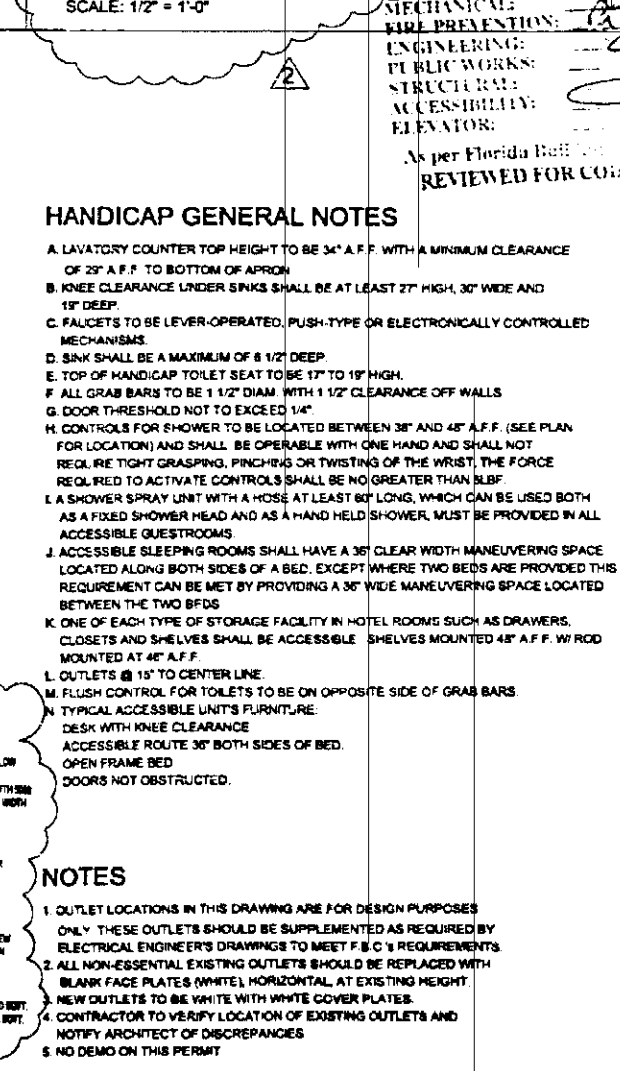 SCALE: 1/2" = 1'-0"
MECHANICAL:
FIRE PREVENTION:
ENGINEERING:
PUBLIC WORKS:
STRUCTURAL:
ACCESSIBILITY:
ELEVATOR:
As per Florida
REVIEWED FOR
2
HANDICAP GENERAL NOTES
A. LAVATORY COUNTER TOP HEIGHT TO BE 34" A.F.F. WITH A MINIMUM CLEARANCE
OF 29" A.F.F. TO BOTTOM OF APRON
B. KNEE CLEARANCE UNDER SINKS SHALL BE AT LEAST 27" HIGH, 30" WIDE AND
19" DEEP.
C. FAUCETS TO BE LEVER-OPERATED, PUSH-TYPE OR ELECTRONICALLY CONTROLLED
MECHANISMS.
D. SINK SHALL BE A MAXIMUM OF 6 1/2" DEEP.
E. TOP OF HANDICAP TOILET SEAT TO BE 17" TO 19" HIGH.
F. ALL GRAB BARS TO BE 1 1/2" DIAM. WITH 1 1/2" CLEARANCE OFF WALLS
G. DOOR THRESHOLD NOT TO EXCEED 1/4".
H. CONTROLS FOR SHOWER TO BE LOCATED BETWEEN 38" AND 48" A.F.F. (SEE PLAN
FOR LOCATION) AND SHALL BE OPERABLE WITH ONE HAND AND SHALL NOT
REQUIRE TIGHT GRASPING, PINCHING OR TWISTING OF THE WRIST, THE FORCE
REQUIRED TO ACTIVATE CONTROLS SHALL BE NO GREATER THAN 5LBF.
I. A SHOWER SPRAY UNIT WITH A HOSE AT LEAST 60" LONG, WHICH CAN BE USED BOTH
AS A FIXED SHOWER HEAD AND AS A HAND HELD SHOWER, MUST BE PROVIDED IN ALL
ACCESSIBLE GUESTROOMS.
J. ACCESSIBLE SLEEPING ROOMS SHALL HAVE A 36" CLEAR WIDTH MANEUVERING SPACE
LOCATED ALONG BOTH SIDES OF A BED, EXCEPT WHERE TWO BEDS ARE PROVIDED THIS
REQUIREMENT CAN BE MET BY PROVIDING A 36" WIDE MANEUVERING SPACE LOCATED
BETWEEN THE TWO BEDS
K. ONE OF EACH TYPE OF STORAGE FACILITY IN HOTEL ROOMS SUCH AS DRAWERS,
CLOSETS AND SHELVES SHALL BE ACCESSIBLE SHELVES MOUNTED 48" A.F.F. W/ ROD
MOUNTED AT 46" A.F.F.
L. OUTLETS @ 15" TO CENTER LINE.
M. FLUSH CONTROL FOR TOILETS TO BE ON OPPOSITE SIDE OF GRAB BARS.
N. TYPICAL ACCESSIBLE UNIT'S FURNITURE:
DESK WITH KNEE CLEARANCE
ACCESSIBLE ROUTE 36" BOTH SIDES OF BED.
OPEN FRAME BED
DOORS NOT OBSTRUCTED.
WIDTH
NOTES
1. OUTLET LOCATIONS IN THIS DRAWING ARE FOR DESIGN PURPOSES
ONLY THESE OUTLETS SHOULD BE SUPPLEMENTED AS REQUIRED BY
ELECTRICAL ENGINEER'S DRAWINGS TO MEET F.B.C.'s REQUIREMENTS.
2. ALL NON-ESSENTIAL EXISTING OUTLETS SHOULD BE REPLACED WITH
BLANK FACE PLATES (WHITE), HORIZONTAL, AT EXISTING HEIGHT.
3. NEW OUTLETS TO BE WHITE WITH WHITE COVER PLATES.
4. CONTRACTOR TO VERIFY LOCATION OF EXISTING OUTLETS AND
NOTIFY ARCHITECT OF DISCREPANCIES
5. NO DEMO ON THIS PERMIT